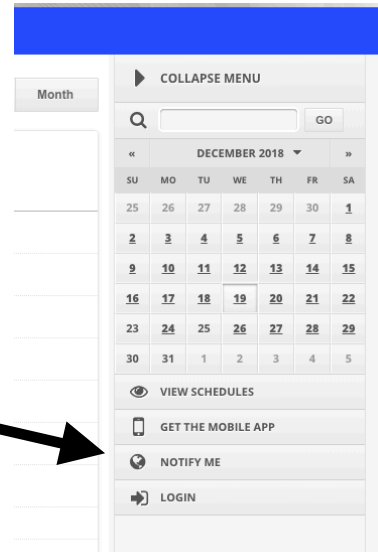 COLLAPSE MENU
Month
GO
« DECEMBER 2018 »
SU MO TU WE TH FR SA
25 26 27 28 29 30 1
2 3 4 5 6 7 8
9 10 11 12 13 14 15
16 17 18 19 20 21 22
23 24 25 26 27 28 29
30 31 1 2 3 4 5
VIEW SCHEDULES
GET THE MOBILE APP
NOTIFY ME
LOGIN